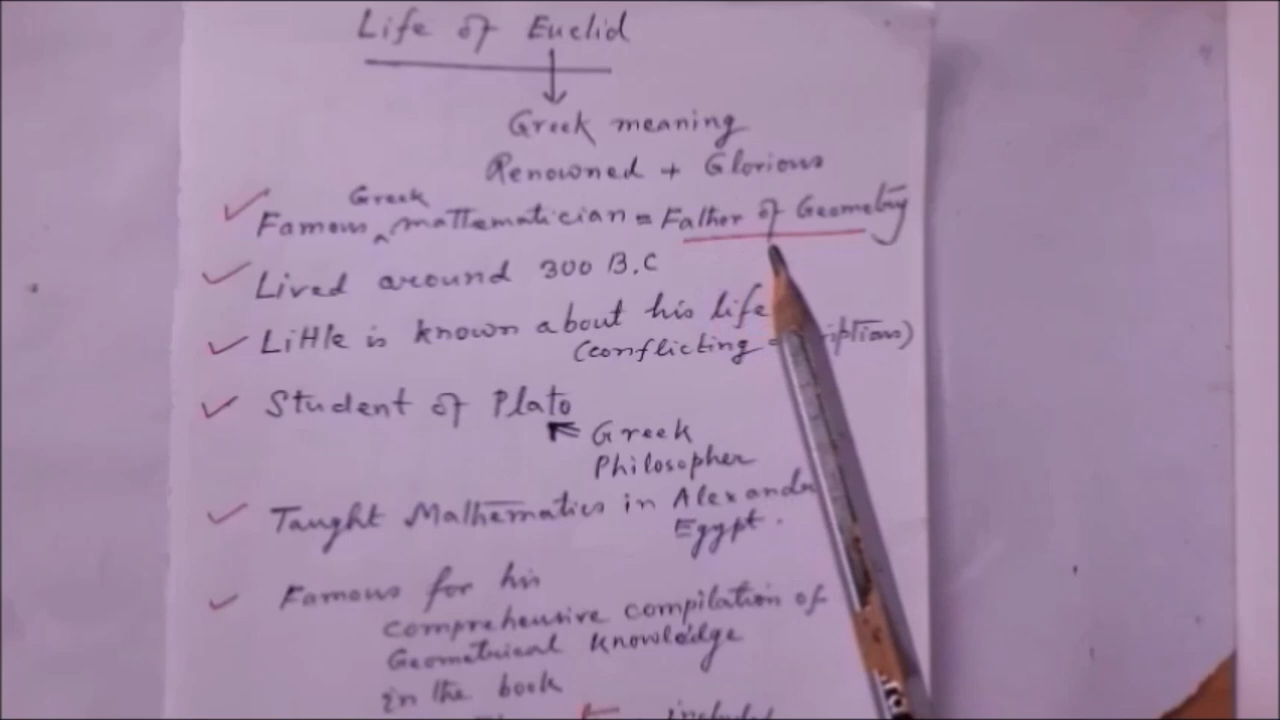 Life of Euclid
Greek meaning
Renowned + Glorious
Greek
Famous ^ mathematician = Father of Geometry
Lived around 300 B.C
Little is known about his life
(conflicting
Student of Plato
Greek
Philosopher
Taught Mathematics in
Egypt.
Famous for his
comprehensive compilation of
Geometrical knowledge
in the book
included